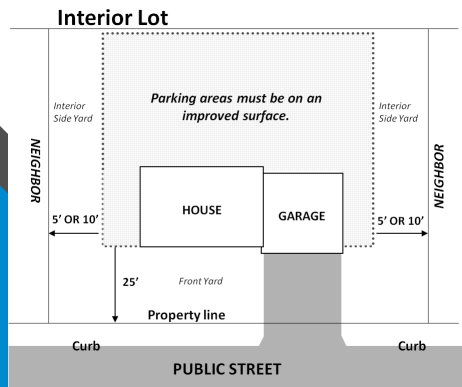 Interior Lot
Parking areas must be on an
improved surface.
Interior
Side Yard
Interior
Side Yard
NEIGHBOR
NEIGHBOR
HOUSE
GARAGE
5' OR 10'
5' OR 10'
25'
Front Yard
Property line
Curb
Curb
PUBLIC STREET